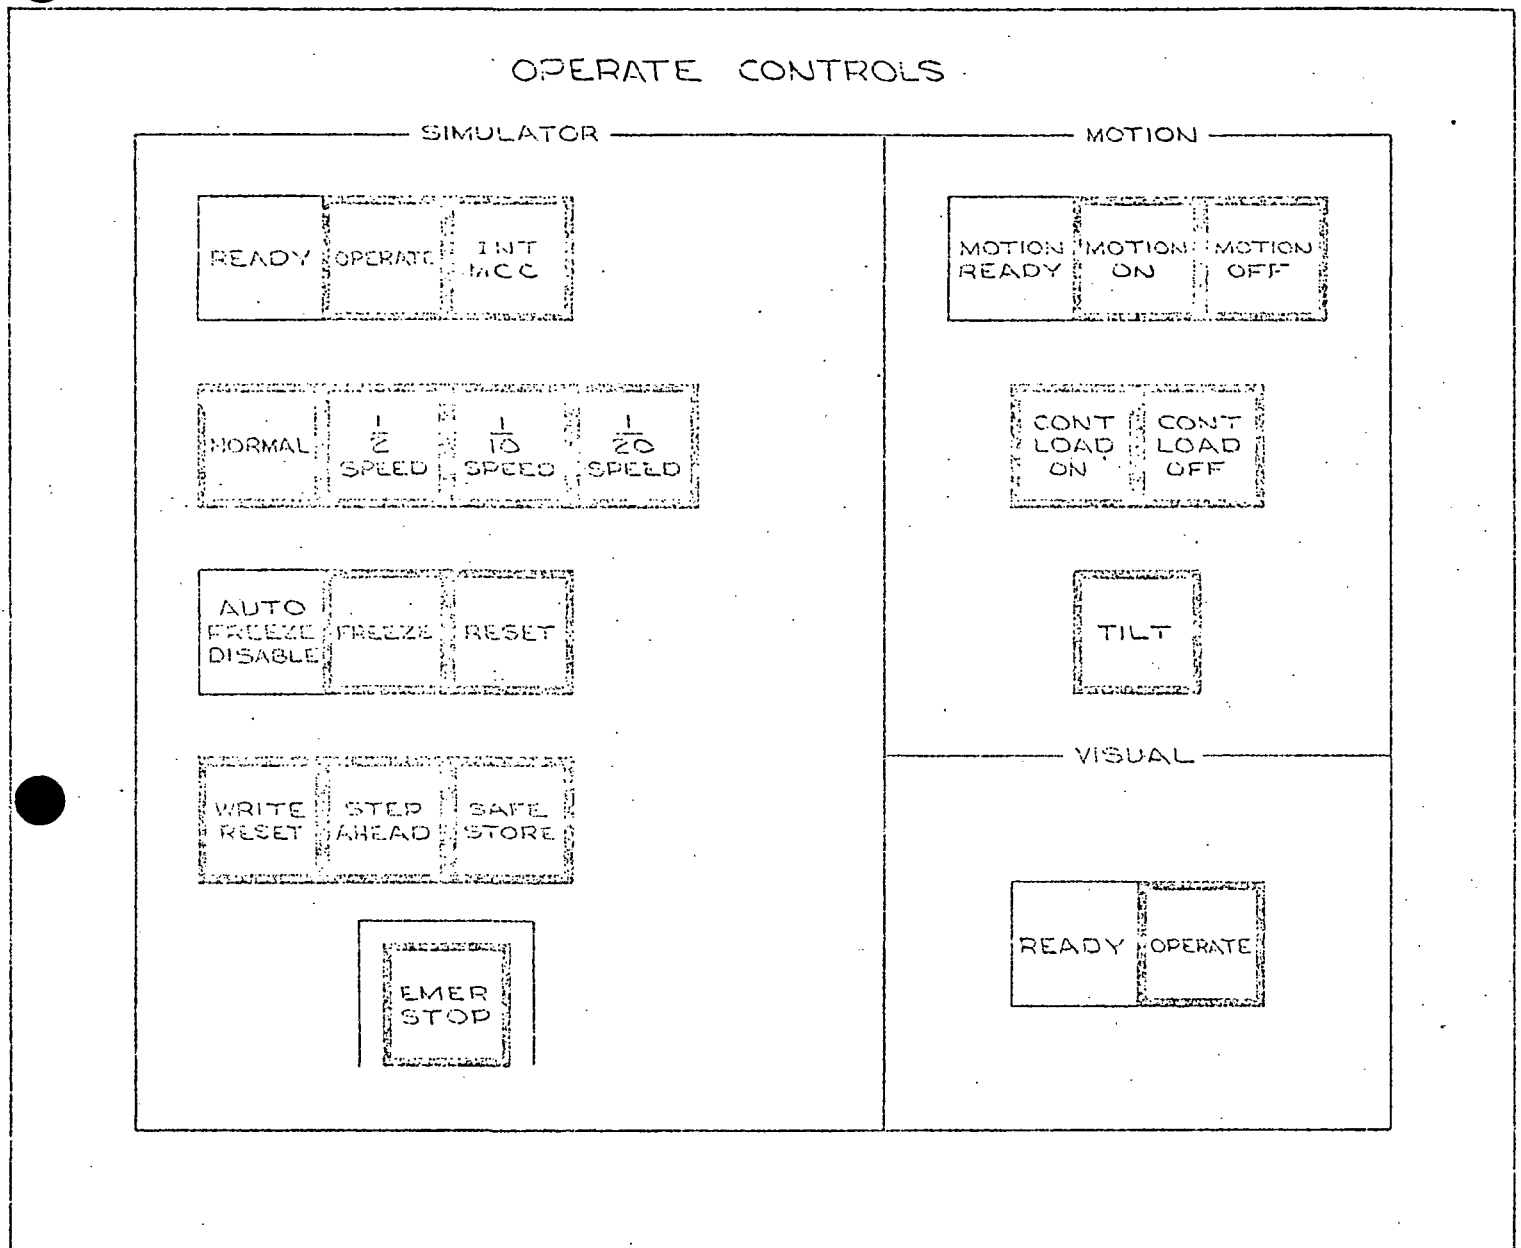 OPERATE CONTROLS
SIMULATOR
READY
OPERATE
INT
MCC
NORMAL
1/2
SPEED
1/10
SPEED
1/20
SPEED
AUTO
FREEZE
DISABLE
FREEZE
RESET
WRITE
RESET
STEP
AHEAD
SAFE
STORE
EMER
STOP
MOTION
MOTION
READY
MOTION
ON
MOTION
OFF
CONT
LOAD
ON
CONT
LOAD
OFF
TILT
VISUAL
READY
OPERATE